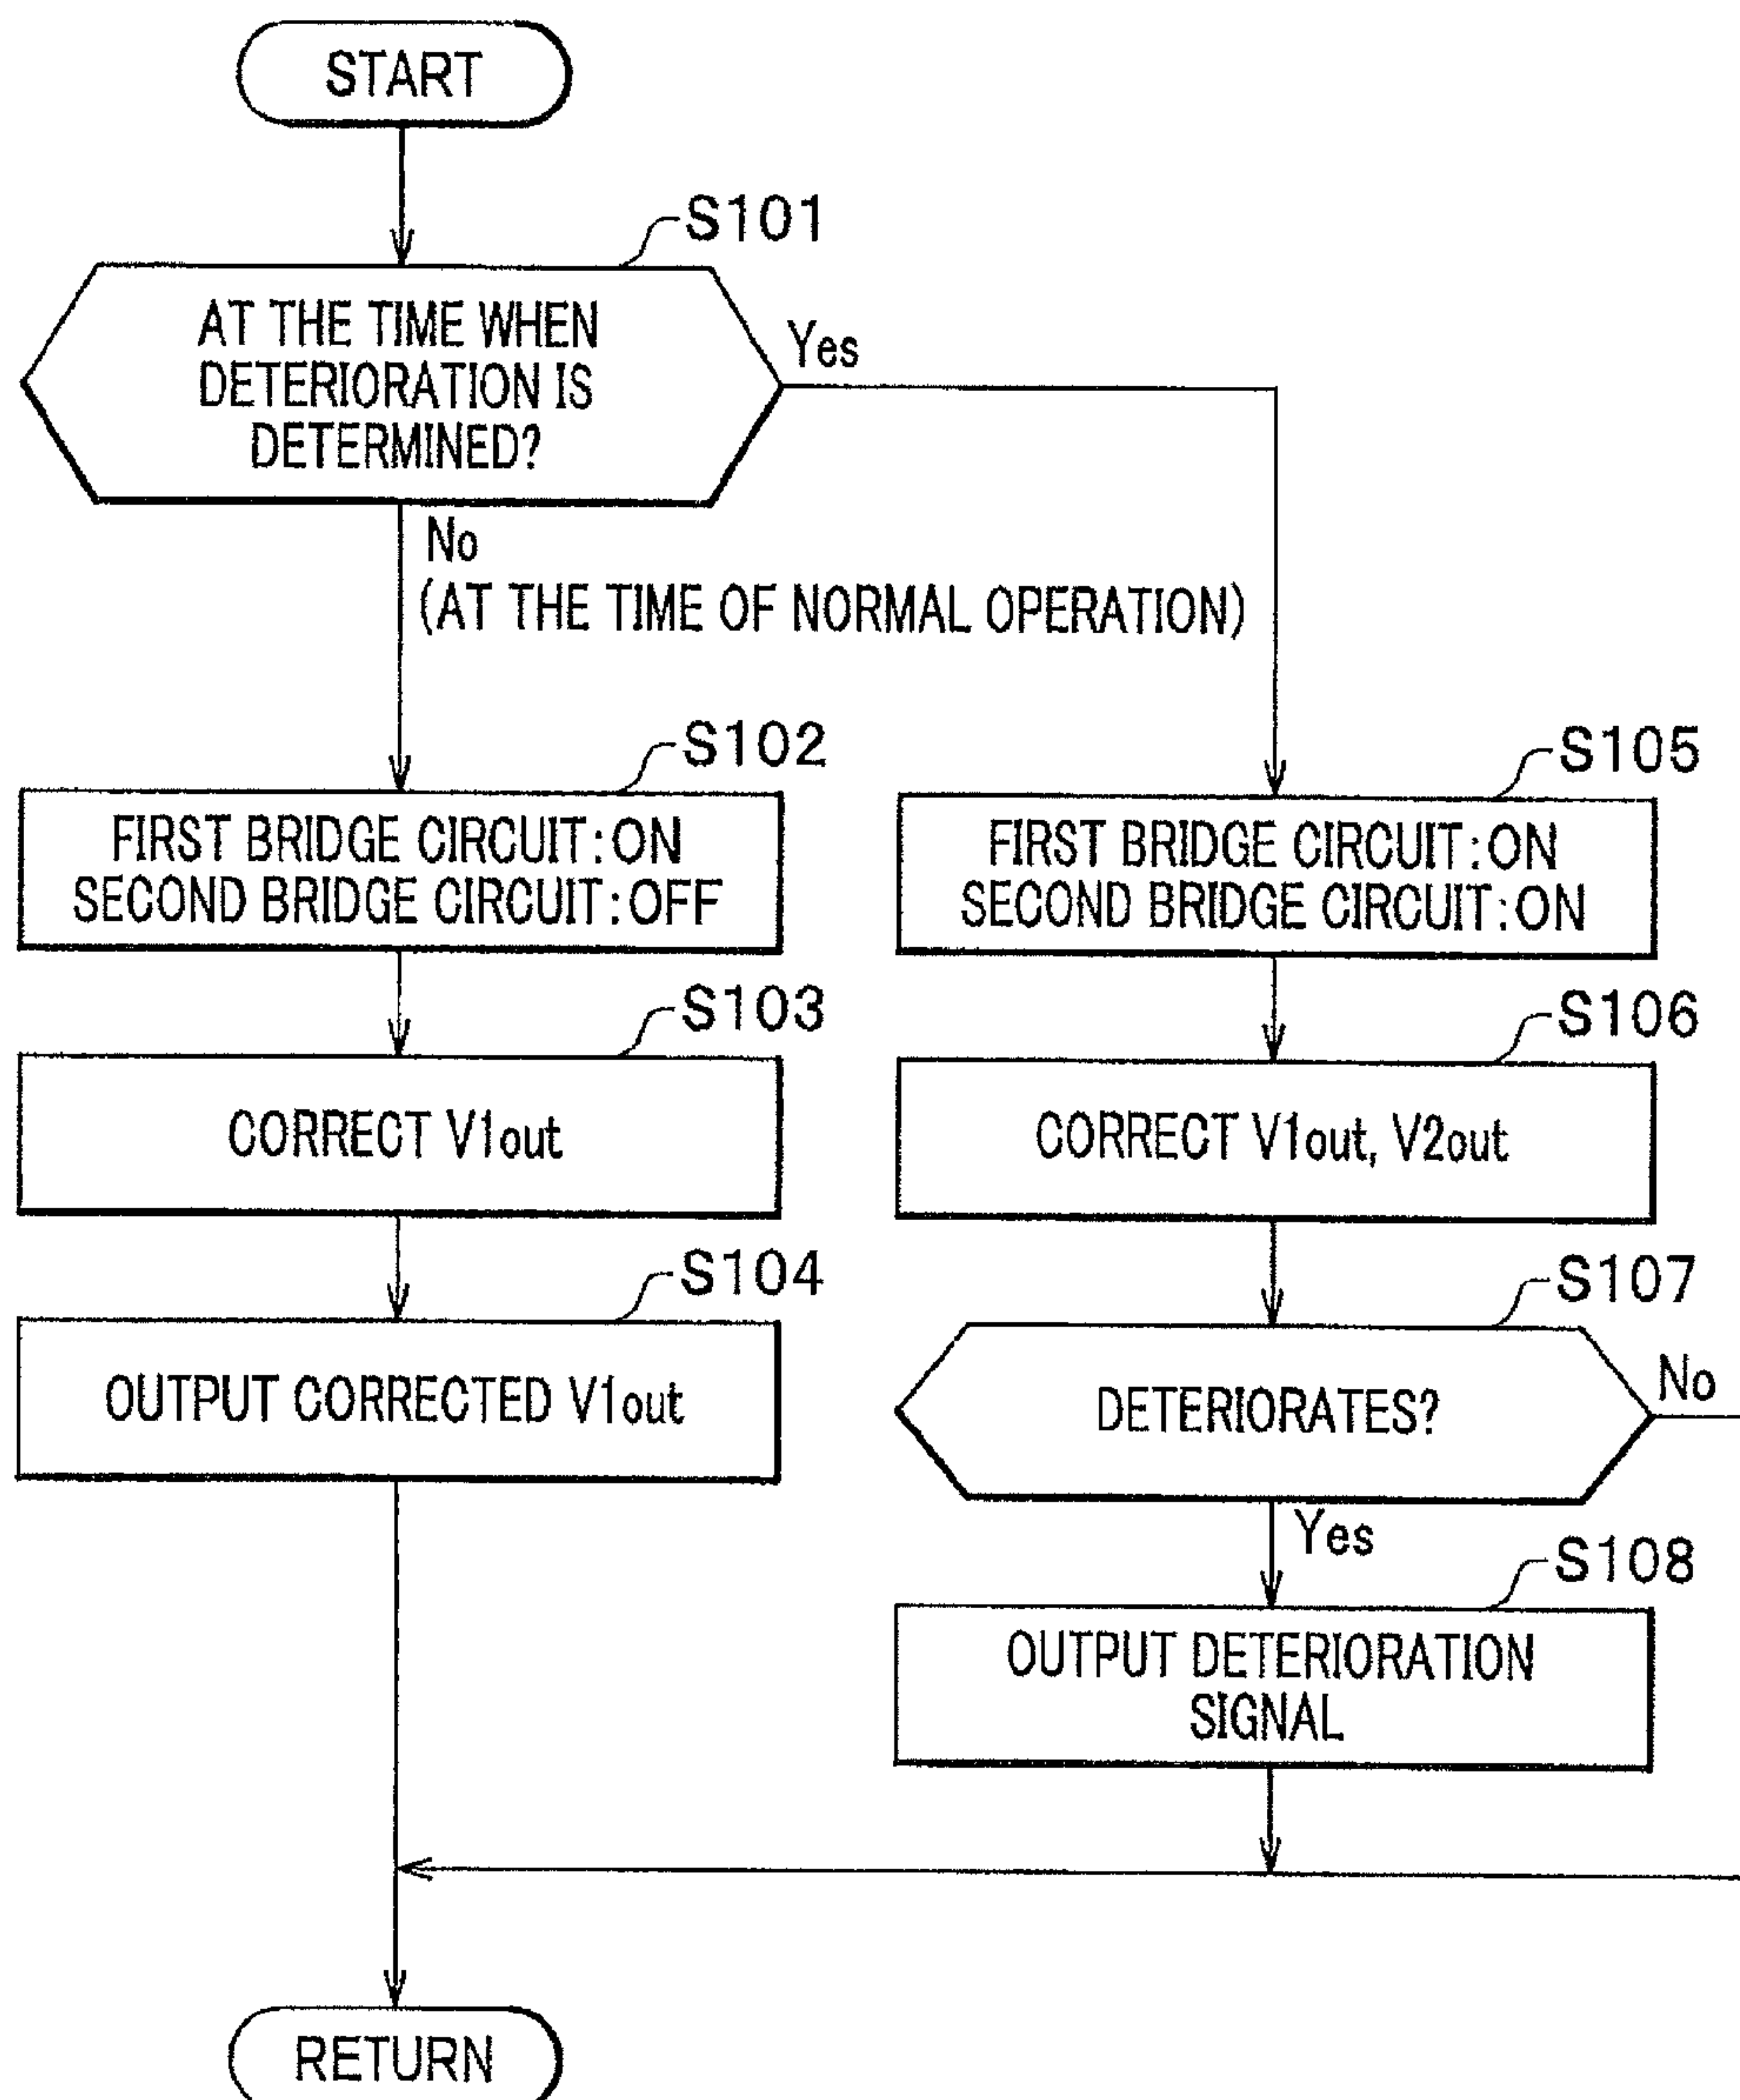 START
S101
AT THE TIME WHEN
DETERIORATION IS
DETERMINED?
Yes
No
(AT THE TIME OF NORMAL OPERATION)
S102
FIRST BRIDGE CIRCUIT:ON
SECOND BRIDGE CIRCUIT:OFF
S103
CORRECT V1out
S104
OUTPUT CORRECTED V1out
S105
FIRST BRIDGE CIRCUIT:ON
SECOND BRIDGE CIRCUIT:ON
S106
CORRECT V1out, V2out
S107
DETERIORATES?
No
Yes
S108
OUTPUT DETERIORATION
SIGNAL
RETURN